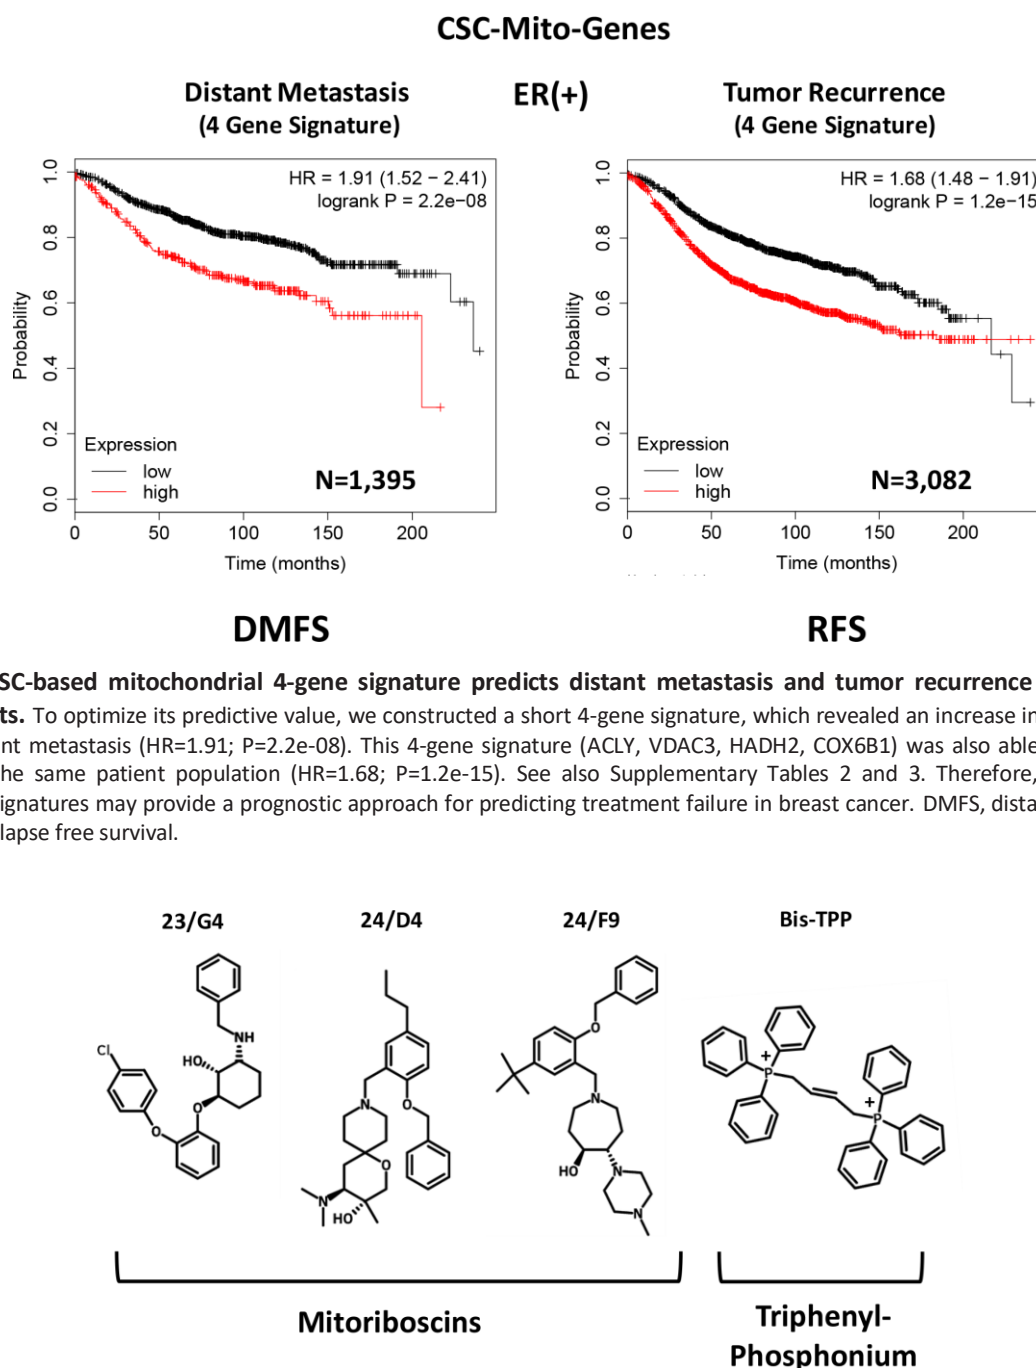 CSC-Mito-Genes
Distant Metastasis
(4 Gene Signature)
ER(+)
Tumor Recurrence
(4 Gene Signature)
HR = 1.91 (1.52 − 2.41)
logrank P = 2.2e−08
Probability
1.0
0.8
0.6
0.4
0.2
0.0
Expression
low
high
N=1,395
0 50 100 150 200
Time (months)
HR = 1.68 (1.48 − 1.91)
logrank P = 1.2e−15
Probability
1.0
0.8
0.6
0.4
0.2
0.0
Expression
low
high
N=3,082
0 50 100 150 200
Time (months)
DMFS
RFS
SC-based mitochondrial 4-gene signature predicts distant metastasis and tumor recurrence
ts. To optimize its predictive value, we constructed a short 4-gene signature, which revealed an increase in
nt metastasis (HR=1.91; P=2.2e-08). This 4-gene signature (ACLY, VDAC3, HADH2, COX6B1) was also able
he same patient population (HR=1.68; P=1.2e-15). See also Supplementary Tables 2 and 3. Therefore,
ignatures may provide a prognostic approach for predicting treatment failure in breast cancer. DMFS, dista
lapse free survival.
23/G4
24/D4
24/F9
Bis-TPP
NH
HO
Cl
O
O
N
O
O
N
HO
O
N
HO
N
N
P
+
P
+
Mitoriboscins
Triphenyl-
Phosphonium